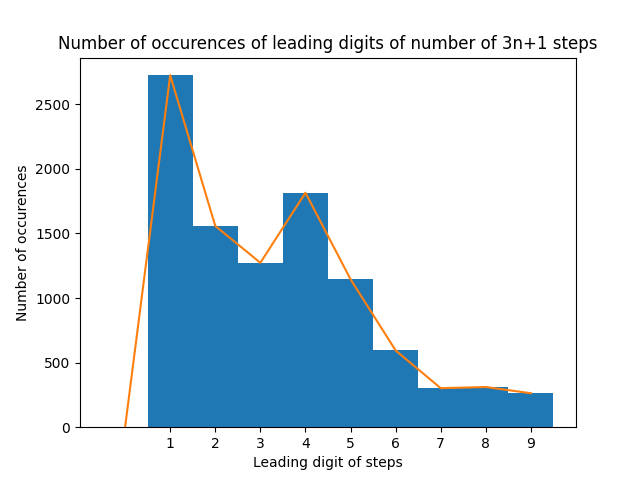 Number of occurences of leading digits of number of 3n+1 steps
2500
2000
1500
1000
500
0
Number of occurences
1 2 3 4 5 6 7 8 9
Leading digit of steps